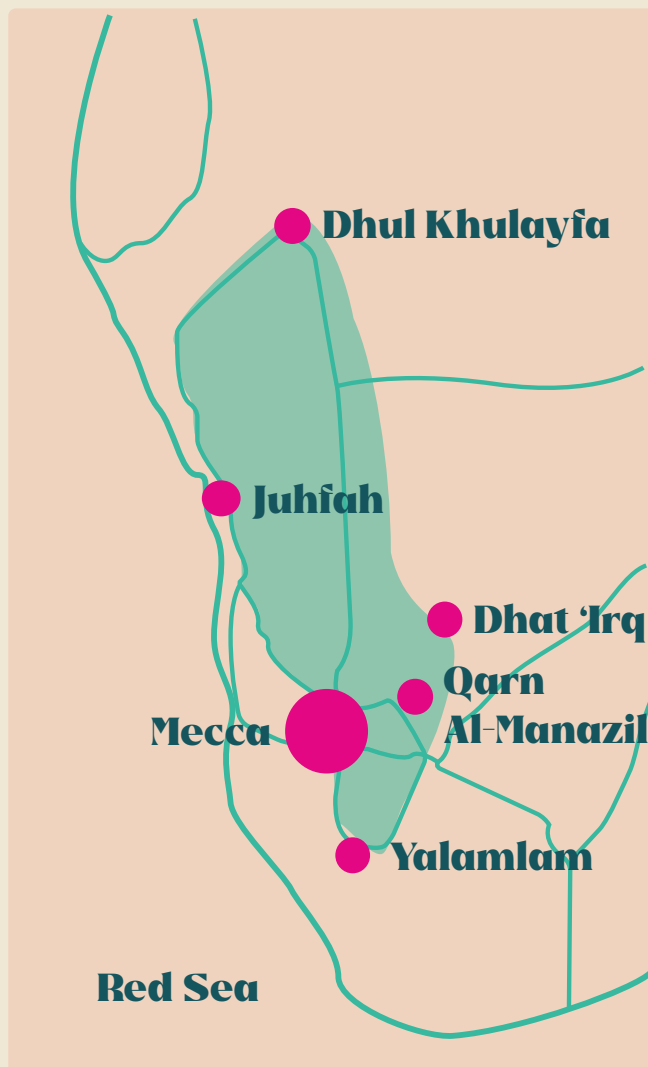 Dhul Khulayfa
Juhfah
Dhat ‘Irq
Qarn
Al-Manazil
Mecca
Yalamlam
Red Sea